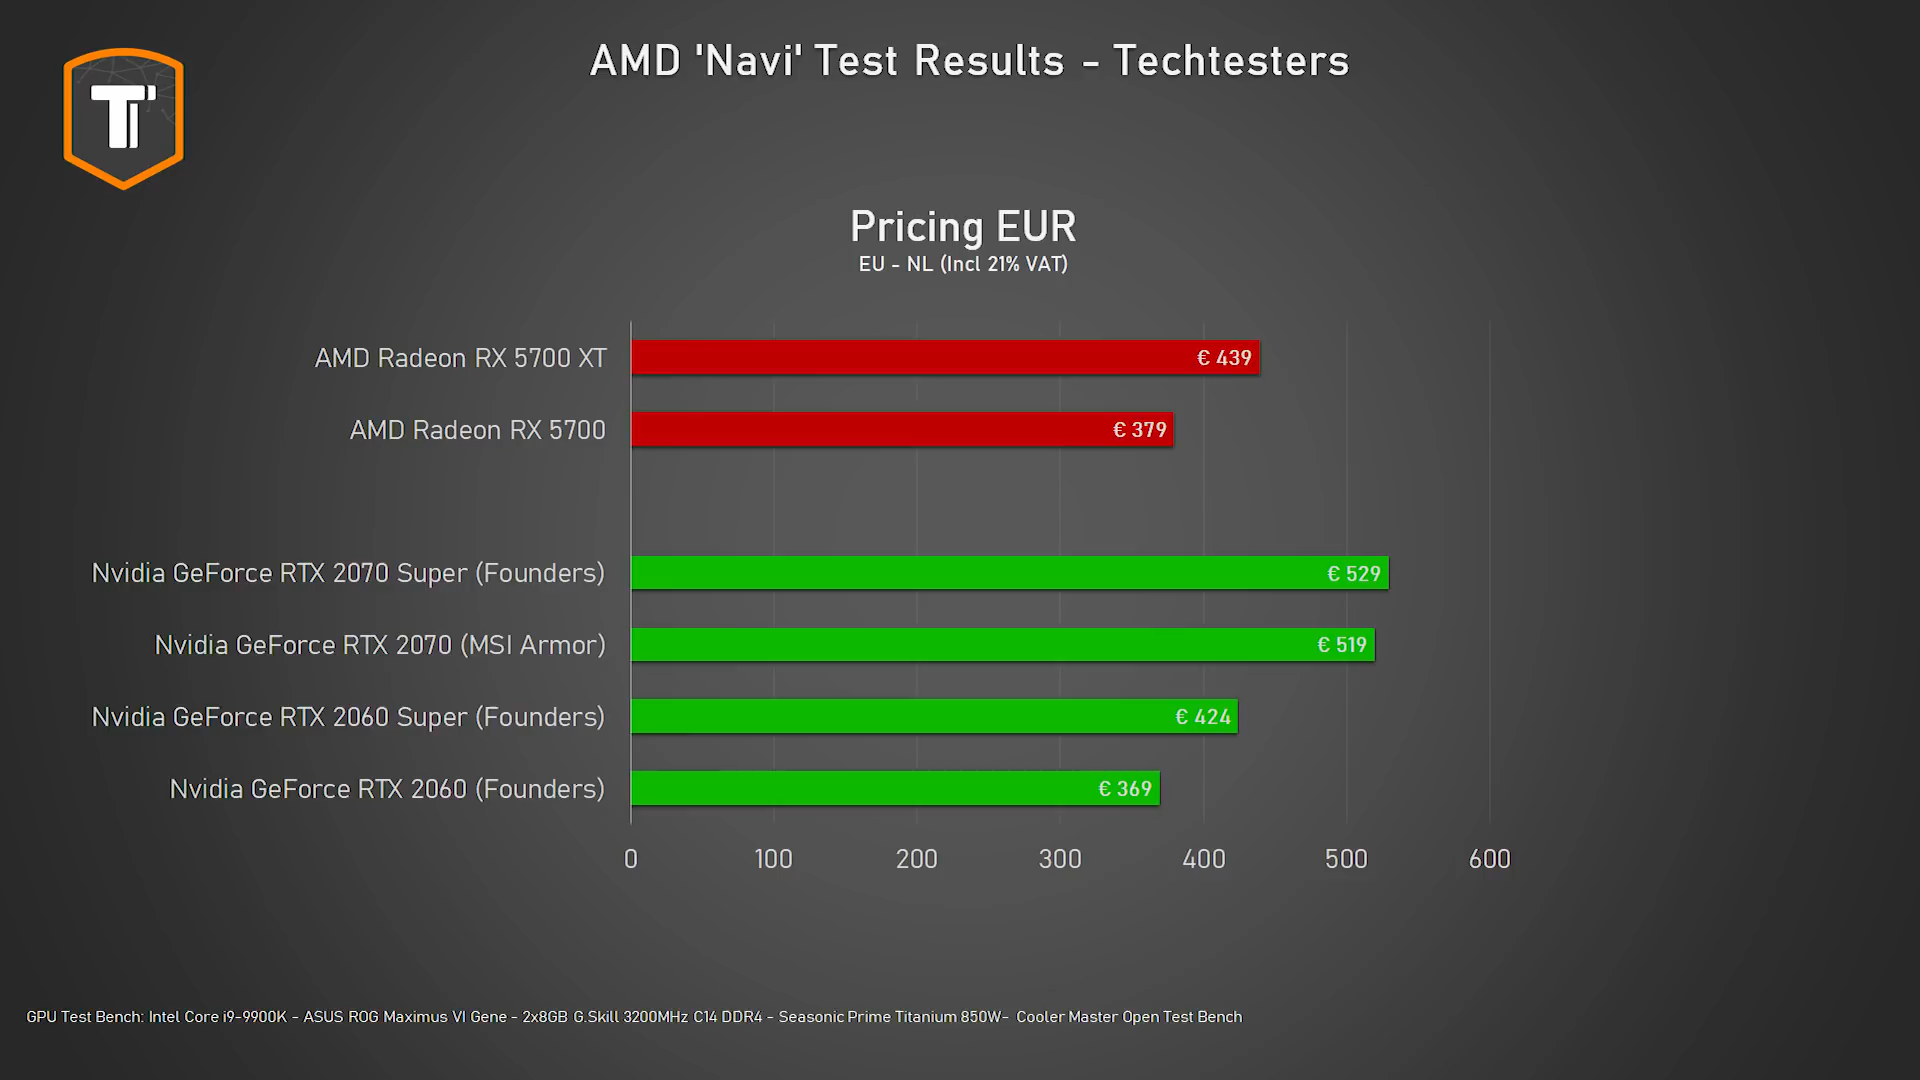 AMD 'Navi' Test Results - Techtesters
Pricing EUR
EU - NL (Incl 21% VAT)
AMD Radeon RX 5700 XT
€ 439
AMD Radeon RX 5700
€ 379
Nvidia GeForce RTX 2070 Super (Founders)
€ 529
Nvidia GeForce RTX 2070 (MSI Armor)
€ 519
Nvidia GeForce RTX 2060 Super (Founders)
€ 424
Nvidia GeForce RTX 2060 (Founders)
€ 369
0 100 200 300 400 500 600
GPU Test Bench: Intel Core i9-9900K - ASUS ROG Maximus VI Gene - 2x8GB G.Skill 3200MHz C14 DDR4 - Seasonic Prime Titanium 850W- Cooler Master Open Test Bench